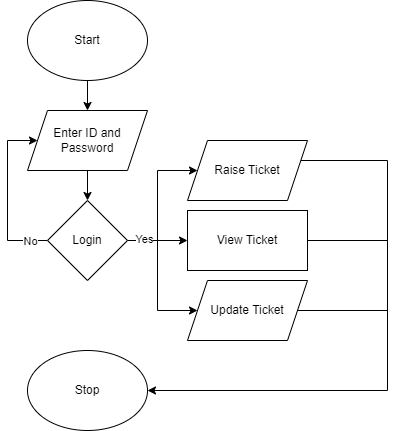 Start
Enter ID and
Password
Raise Ticket
No
Login
Yes
View Ticket
Update Ticket
Stop